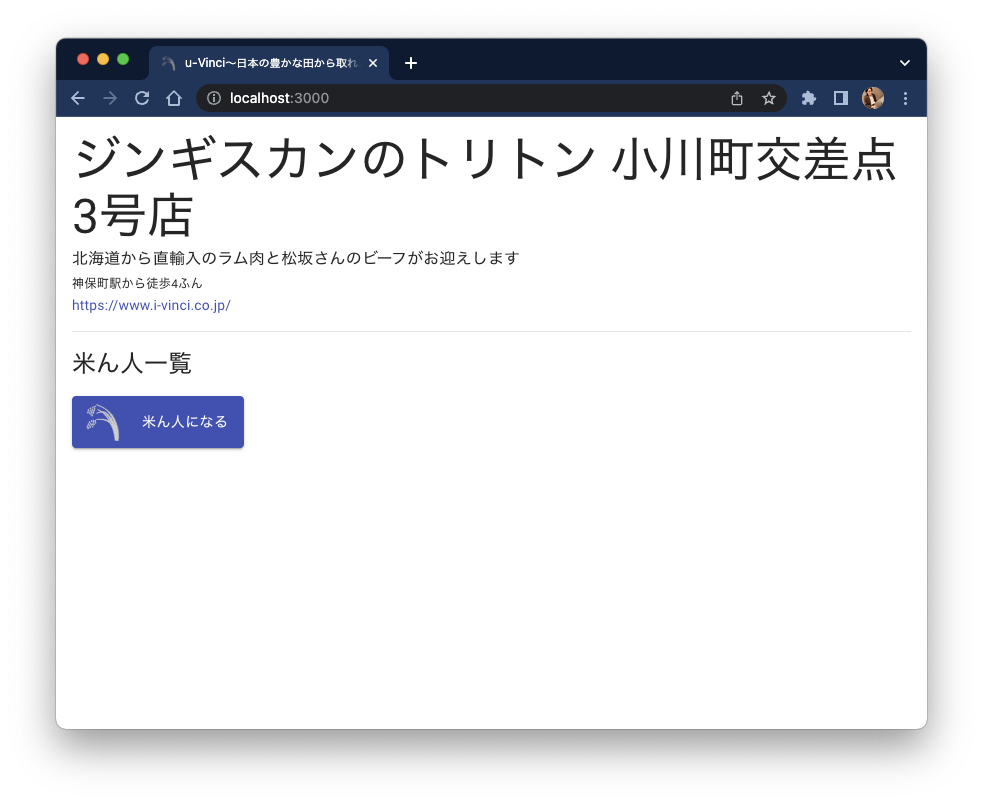 u-Vinci〜日本の豊かな田から取れ
localhost:3000
ジンギスカンのトリトン 小川町交差点
3号店
北海道から直輸入のラム肉と松坂さんのビーフがお迎えします
神保町駅から徒歩4ふん
https://www.i-vinci.co.jp/
米ん人一覧
米ん人になる